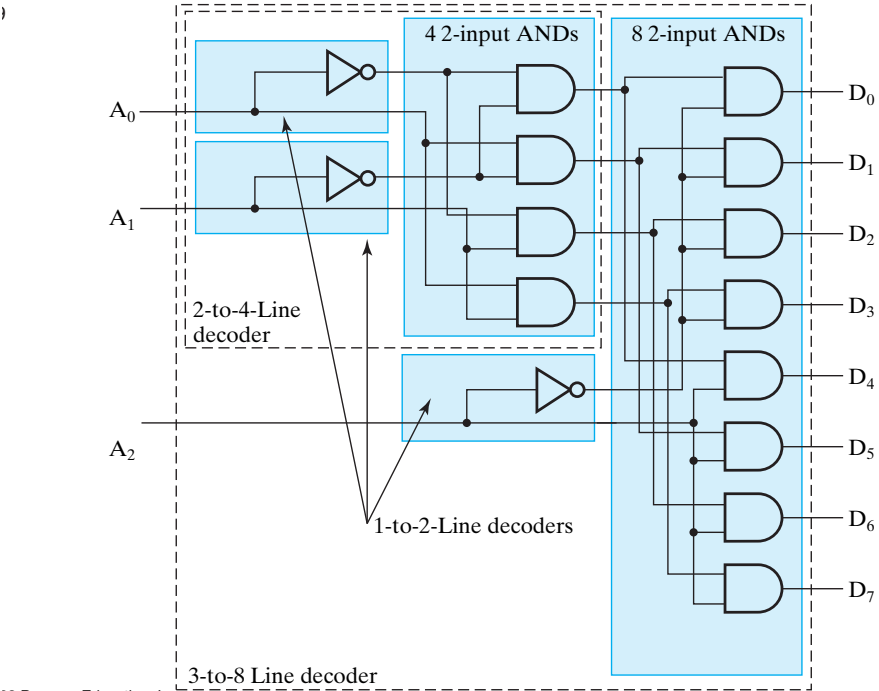 4 2-input ANDs
8 2-input ANDs
A0
D0
D1
A1
D2
2-to-4-Line
decoder
D3
D4
A2
D5
1-to-2-Line decoders
D6
D7
3-to-8 Line decoder